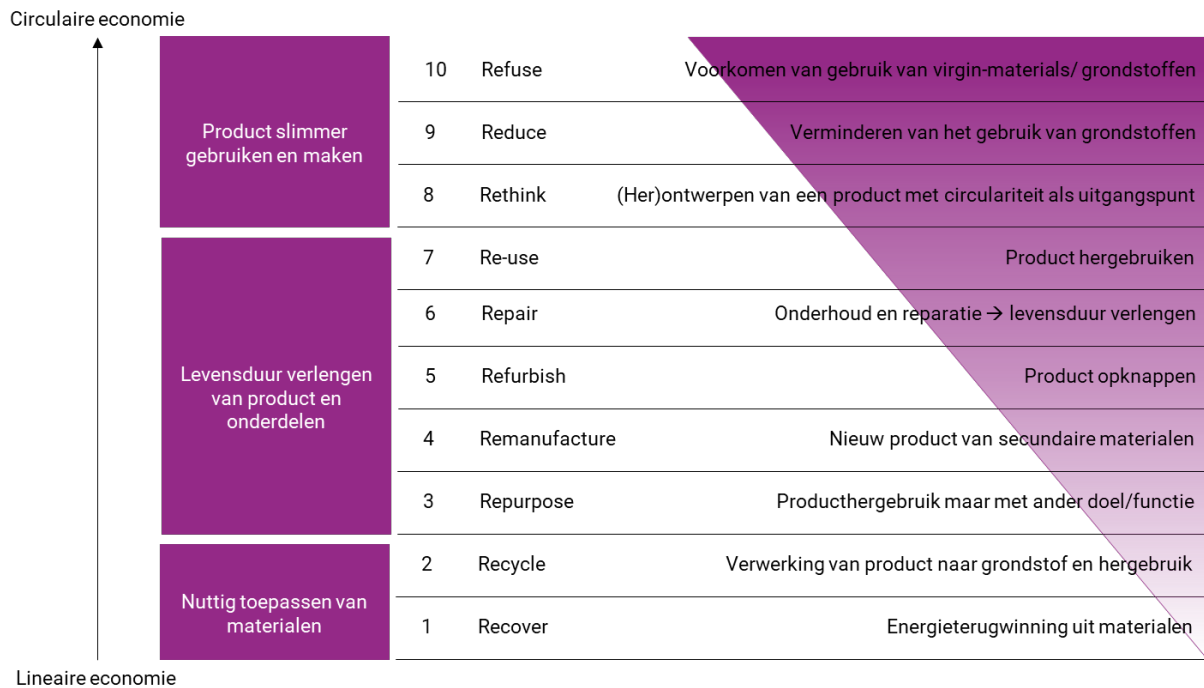 Circulaire economie
Product slimmer
gebruiken en maken
10 Refuse Voorkomen van gebruik van virgin-materials/ grondstoffen
9 Reduce Verminderen van het gebruik van grondstoffen
8 Rethink (Her)ontwerpen van een product met circulariteit als uitgangspunt
Levensduur verlengen
van product en
onderdelen
7 Re-use Product hergebruiken
6 Repair Onderhoud en reparatie → levensduur verlengen
5 Refurbish Product opknappen
4 Remanufacture Nieuw product van secundaire materialen
3 Repurpose Producthergebruik maar met ander doel/functie
Nuttig toepassen van
materialen
2 Recycle Verwerking van product naar grondstof en hergebruik
1 Recover Energieterugwinning uit materialen
Lineaire economie